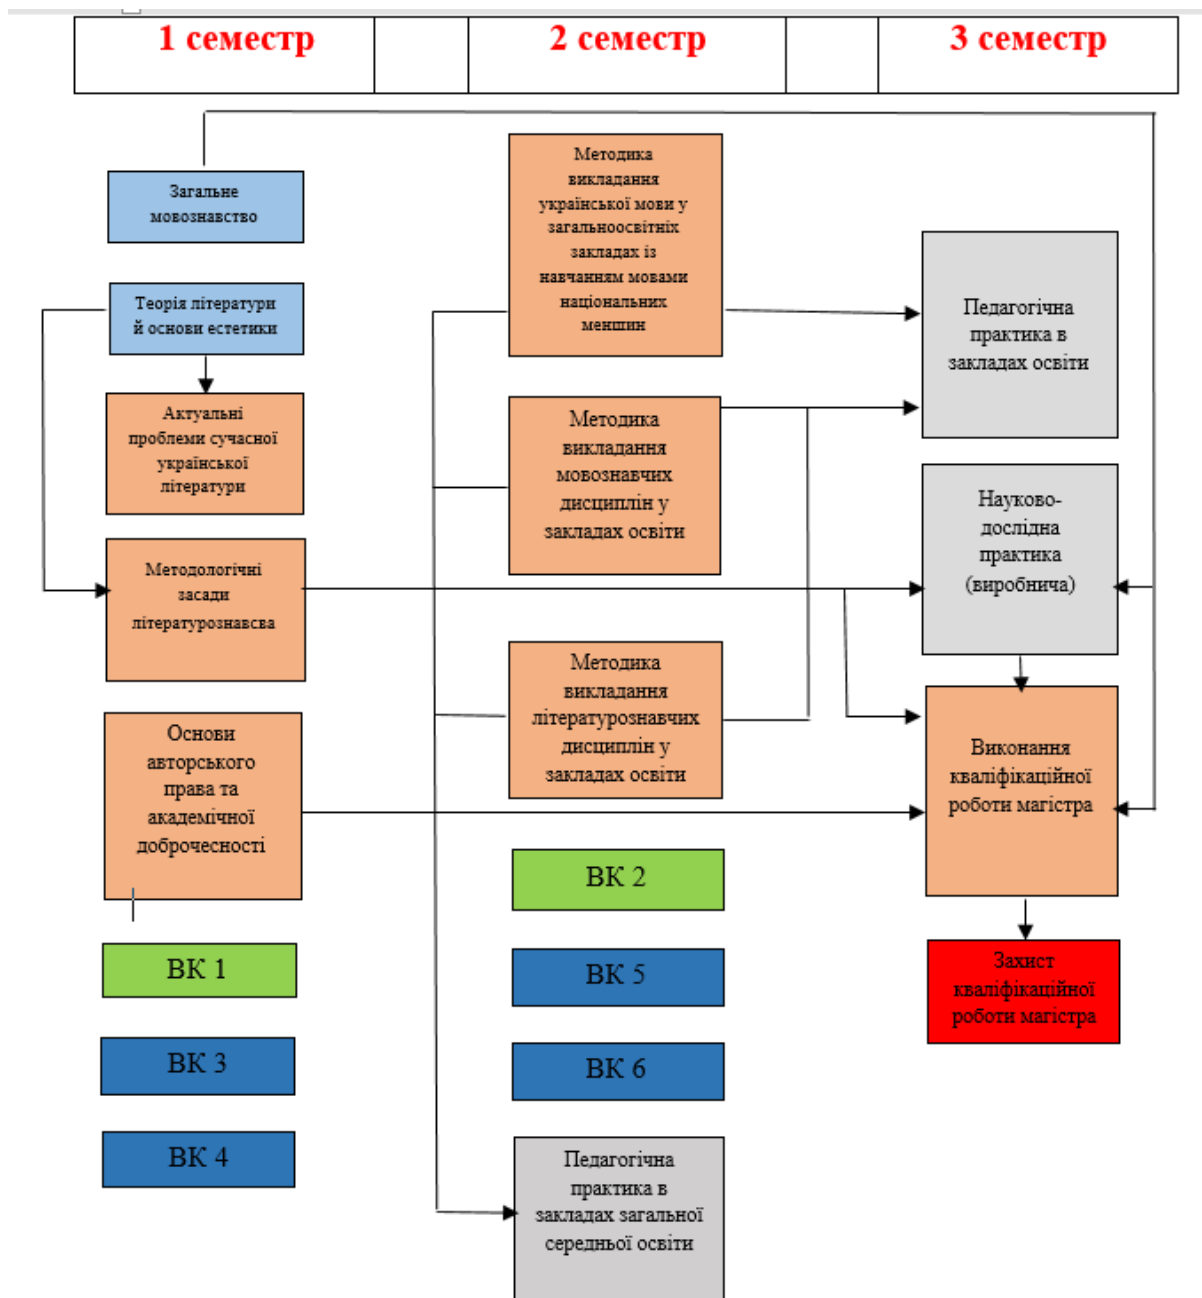 1 семестр
2 семестр
3 семестр
Загальне
мовознавство
Теорія літератури
й основи естетики
Актуальні
проблеми сучасної
української
літератури
Методологічні
засади
літературознавсва
Основи
авторського
права та
академічної
доброчесності
ВК 1
ВК 3
ВК 4
Методика
викладання
української мови у
загальноосвітніх
закладах із
навчанням мовами
національних
меншин
Методика
викладання
мовознавчих
дисциплін у
закладах освіти
Методика
викладання
літературознавчих
дисциплін у
закладах освіти
ВК 2
ВК 5
ВК 6
Педагогічна
практика в
закладах загальної
середньої освіти
Педагогічна
практика в
закладах освіти
Науково-
дослідна
практика
(виробнича)
Виконання
кваліфікаційної
роботи магістра
Захист
кваліфікаційної
роботи магістра